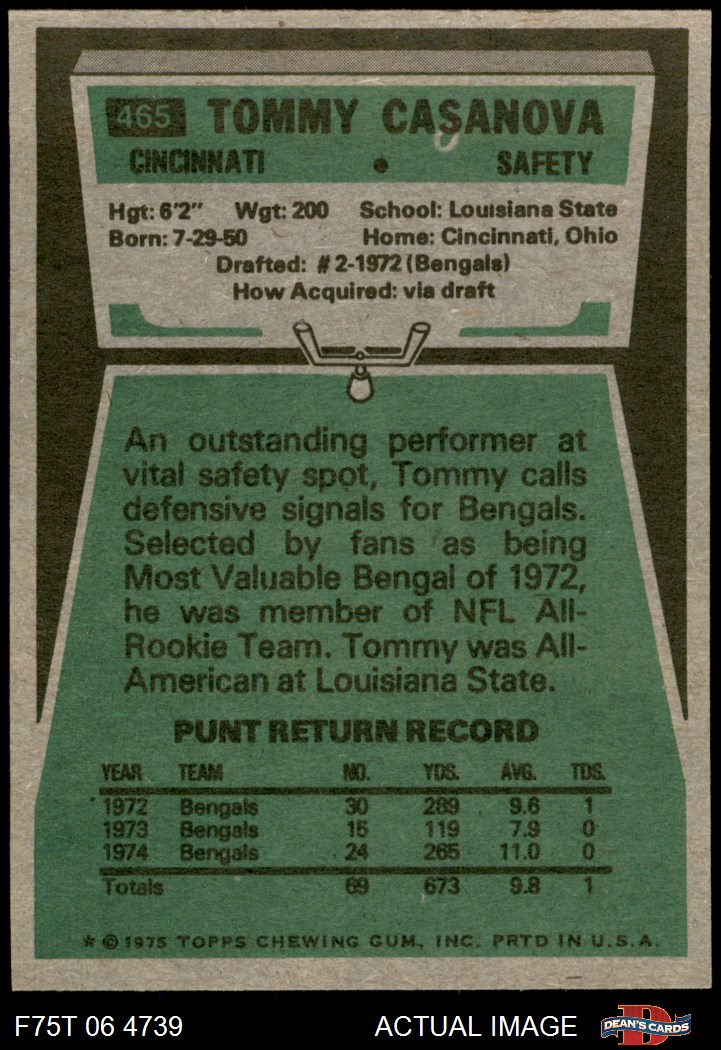 465 TOMMY CASANOVA
CINCINNATI • SAFETY
Hgt: 6'2" Wgt: 200 School: Louisiana State
Born: 7-29-50 Home: Cincinnati, Ohio
Drafted: #2-1972 (Bengals)
How Acquired: via draft
An outstanding performer at
vital safety spot, Tommy calls
defensive signals for Bengals.
Selected by fans as being
Most Valuable Bengal of 1972,
he was member of NFL All-
Rookie Team. Tommy was All-
American at Louisiana State.
PUNT RETURN RECORD
YEAR TEAM NO. YDS. AVG. TDS.
1972 Bengals 30 289 9.6 1
1973 Bengals 15 119 7.9 0
1974 Bengals 24 265 11.0 0
Totals 69 673 9.8 1
* © 1975 TOPPS CHEWING GUM, INC. PRTD IN U.S.A.
F75T 06 4739 ACTUAL IMAGE D DEAN'S CARDS